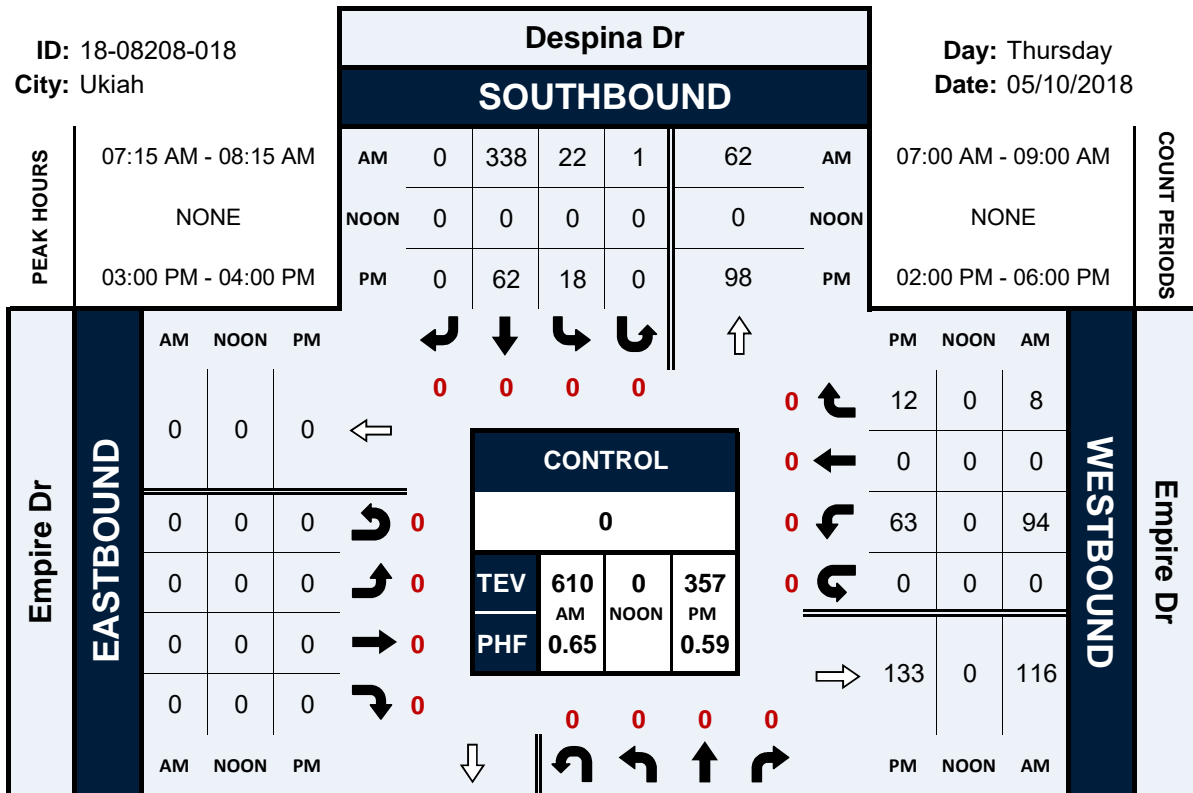 ID: 18-08208-018
City: Ukiah
Despina Dr
SOUTHBOUND
Day: Thursday
Date: 05/10/2018
PEAK HOURS
07:15 AM - 08:15 AM
NONE
03:00 PM - 04:00 PM
AM 0 338 22 1 62 AM
NOON 0 0 0 0 0 NOON
PM 0 62 18 0 98 PM
07:00 AM - 09:00 AM
NONE
02:00 PM - 06:00 PM
COUNT PERIODS
0 0 0 0
Empire Dr
EASTBOUND
AM NOON PM
0 0 0
0 0 0 0
0 0 0 0
0 0 0 0
0 0 0 0
AM NOON PM
CONTROL
0
TEV 610 0 357
AM NOON PM
PHF 0.65 0.59
PM NOON AM
0 12 0 8
0 0 0 0
0 63 0 94
0 0 0 0
133 0 116
PM NOON AM
WESTBOUND
Empire Dr
0 0 0 0